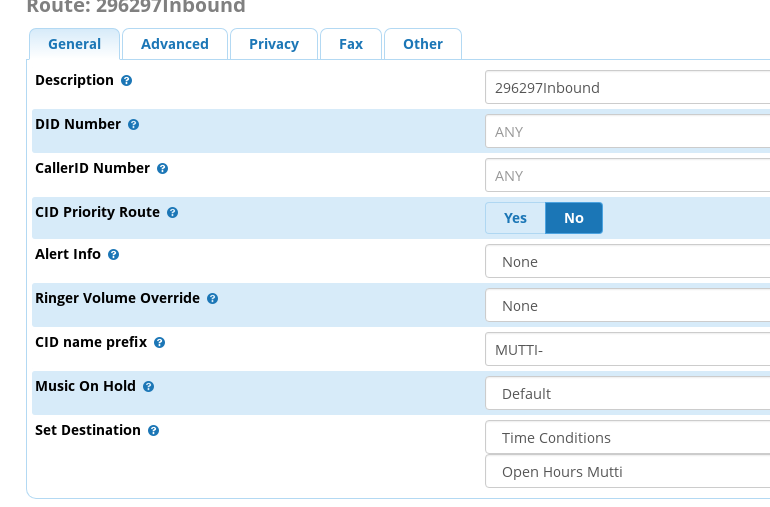 Route: 296297Inbound
General Advanced Privacy Fax Other
Description ? 296297Inbound
DID Number ? ANY
CallerID Number ? ANY
CID Priority Route ? Yes No
Alert Info ? None
Ringer Volume Override ? None
CID name prefix ? MUTTI-
Music On Hold ? Default
Set Destination ? Time Conditions
Open Hours Mutti